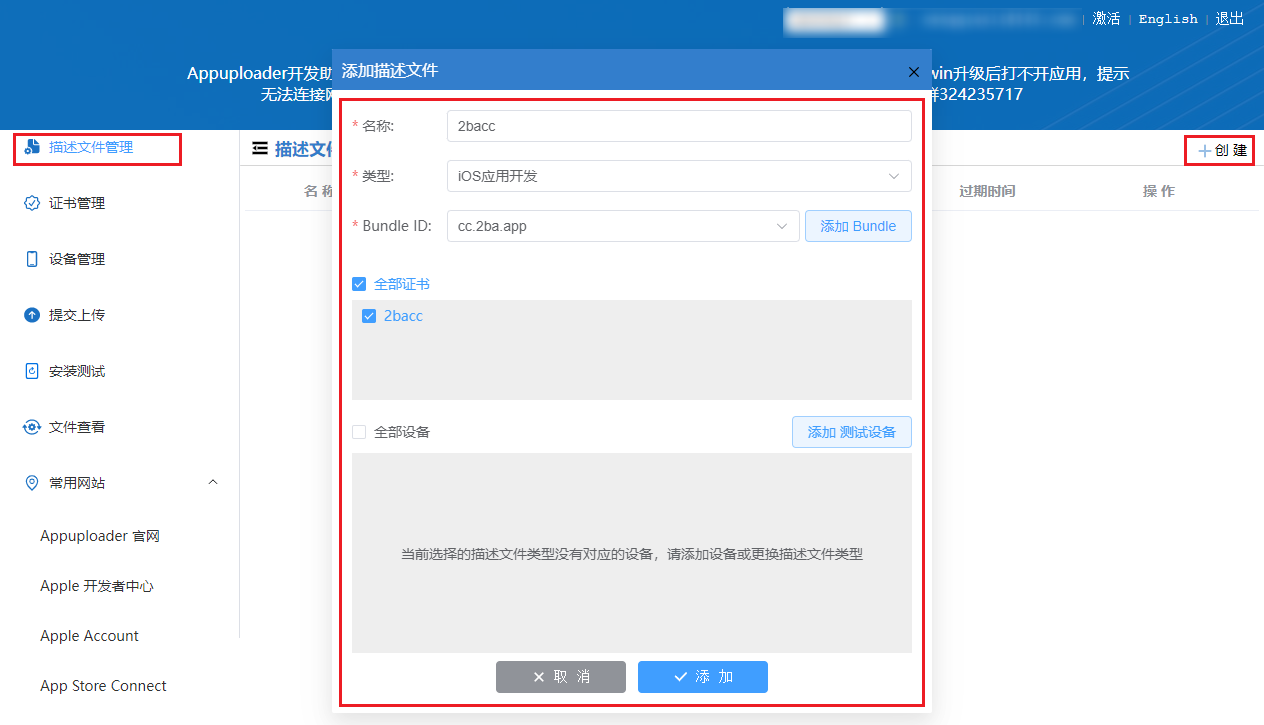 激活 | English | 退出
Appuploader开发助
win升级后打不开应用，提示
无法连接
324235717
添加描述文件
描述文件管理
证书管理
设备管理
提交上传
安装测试
文件查看
常用网站
Appuploader 官网
Apple 开发者中心
Apple Account
App Store Connect
描述文
创 建
名
过期时间
操 作
* 名称:
2bacc
* 类型:
iOS应用开发
* Bundle ID:
cc.2ba.app
添加 Bundle
全部证书
2bacc
全部设备
添加 测试设备
当前选择的描述文件类型没有对应的设备，请添加设备或更换描述文件类型
取 消
添 加